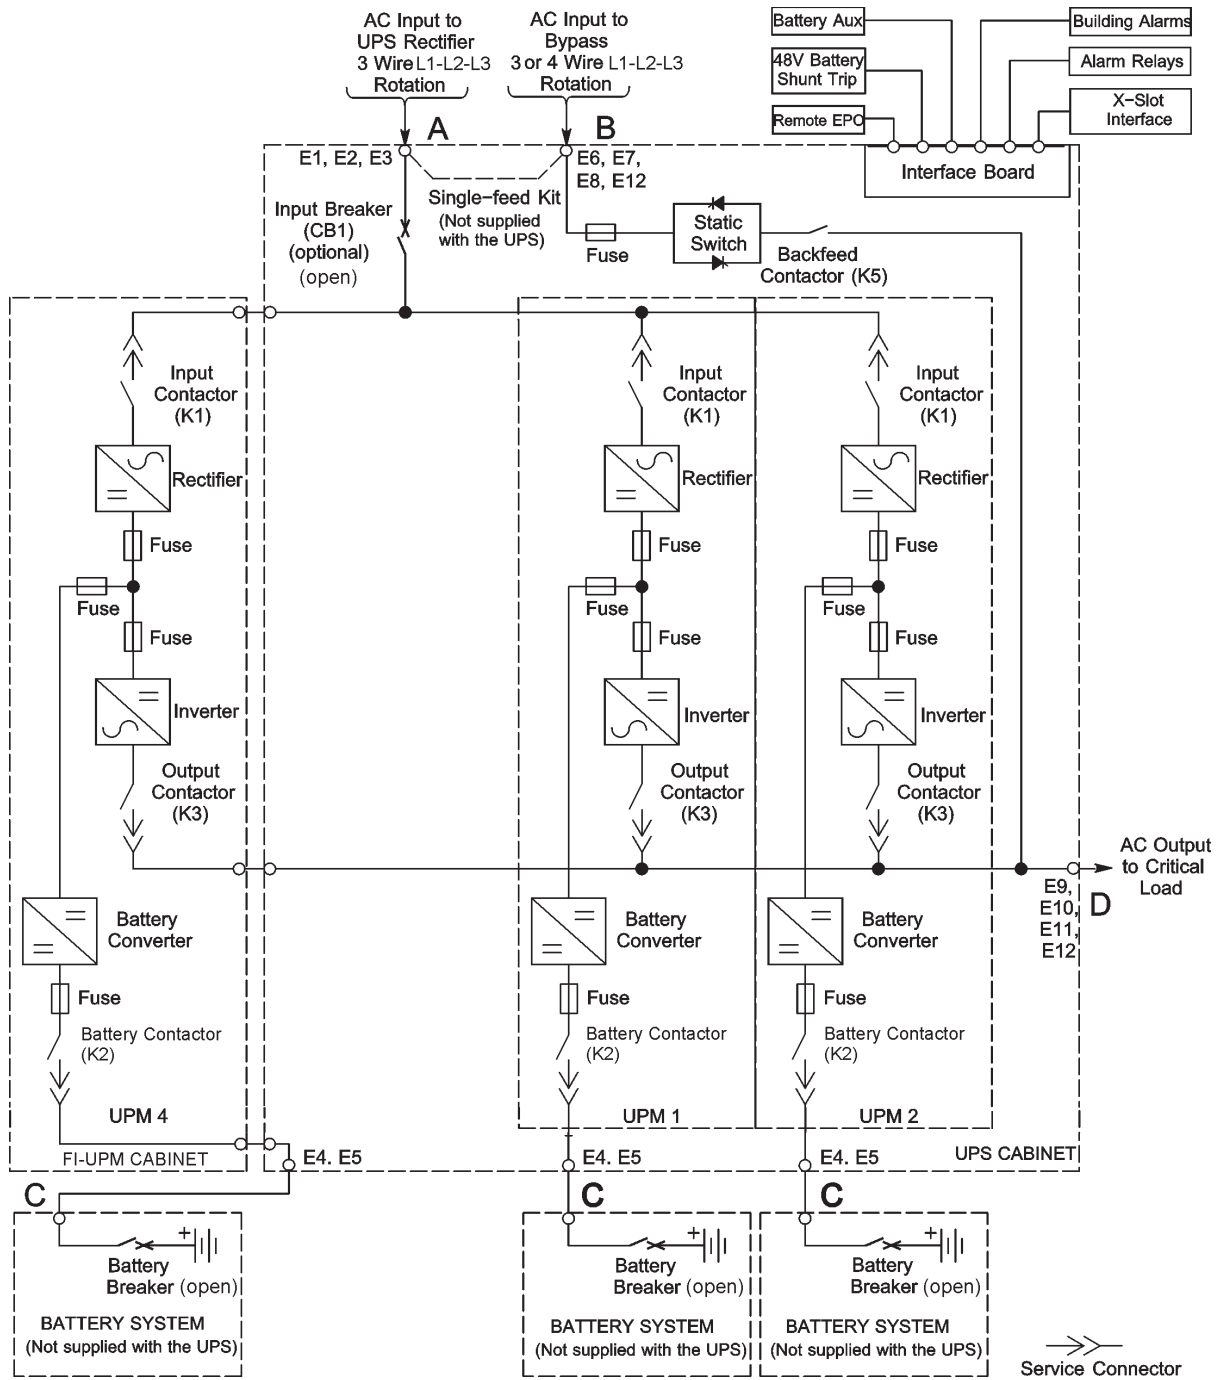 AC Input to
UPS Rectifier
3 Wire L1-L2-L3
Rotation
AC Input to
Bypass
3 or 4 Wire L1-L2-L3
Rotation
Battery Aux
48V Battery
Shunt Trip
Remote EPO
Building Alarms
Alarm Relays
X-Slot
Interface
Interface Board
A
B
E1, E2, E3
E6, E7,
E8, E12
Single-feed Kit
(Not supplied
with the UPS)
Input Breaker
(CB1)
(optional)
(open)
Fuse
Static
Switch
Backfeed
Contactor (K5)
Input
Contactor
(K1)
Input
Contactor
(K1)
Input
Contactor
(K1)
Rectifier
Rectifier
Rectifier
Fuse
Fuse
Fuse
Fuse
Fuse
Fuse
Fuse
Fuse
Fuse
Inverter
Inverter
Inverter
Output
Contactor
(K3)
Output
Contactor
(K3)
Output
Contactor
(K3)
AC Output
to Critical
Load
E9,
E10,
E11,
E12
D
Battery
Converter
Battery
Converter
Battery
Converter
Fuse
Fuse
Fuse
Battery Contactor
(K2)
Battery Contactor
(K2)
Battery Contactor
(K2)
UPM 4
UPM 1
UPM 2
FI-UPM CABINET
UPS CABINET
E4. E5
E4. E5
E4. E5
C
C
C
+
+
+
Battery
Breaker (open)
Battery
Breaker (open)
Battery
Breaker (open)
BATTERY SYSTEM
(Not supplied with the UPS)
BATTERY SYSTEM
(Not supplied with the UPS)
BATTERY SYSTEM
(Not supplied with the UPS)
Service Connector